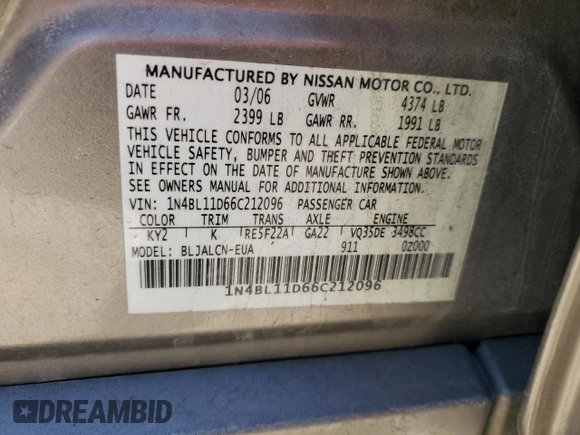 MANUFACTURED BY NISSAN MOTOR CO., LTD.
DATE 03/06 GVWR 4374 LB
GAWR FR. 2399 LB GAWR RR. 1991 LB
THIS VEHICLE CONFORMS TO ALL APPLICABLE FEDERAL MOTOR
VEHICLE SAFETY, BUMPER AND THEFT PREVENTION STANDARDS
IN EFFECT ON THE DATE OF MANUFACTURE SHOWN ABOVE.
SEE OWNERS MANUAL FOR ADDITIONAL INFORMATION.
VIN: 1N4BL11D66C212096 PASSENGER CAR
COLOR TRIM TRANS AXLE ENGINE
KY2 K RE5F22A GA22 VQ35DE 3498CC
MODEL: BLJALCN-EUA 911 0Z000
1N4BL11D66C212096
DREAMBID